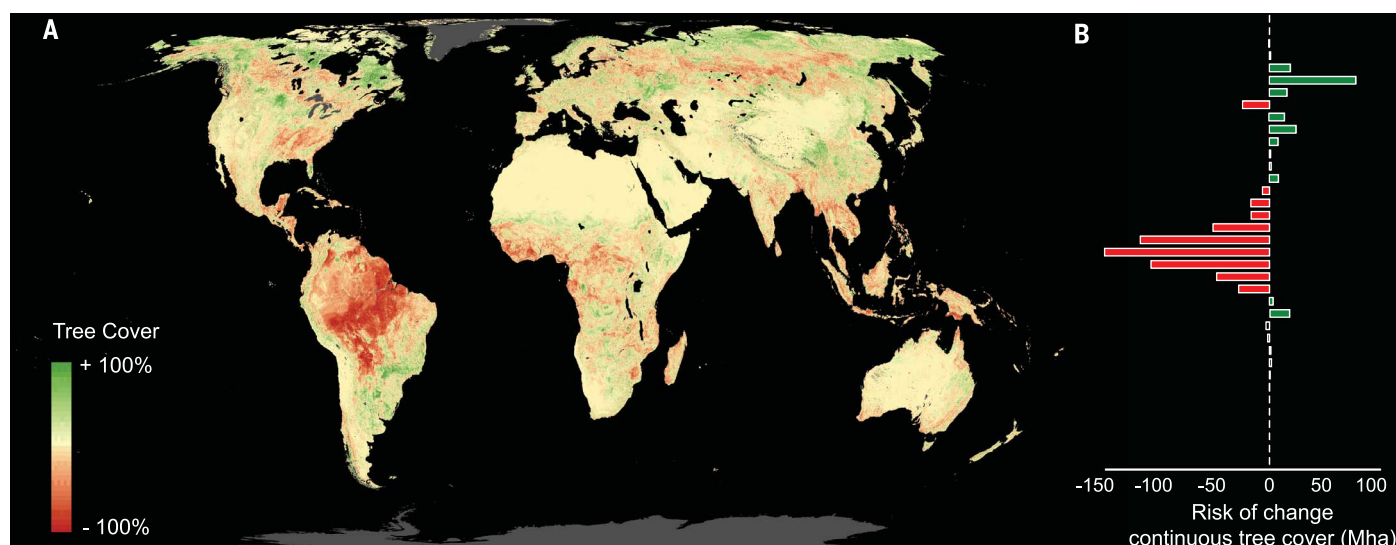 A
B
Tree Cover
+ 100%
- 100%
-150 -100 -50 0 50 100
Risk of change
continuous tree cover (Mha)